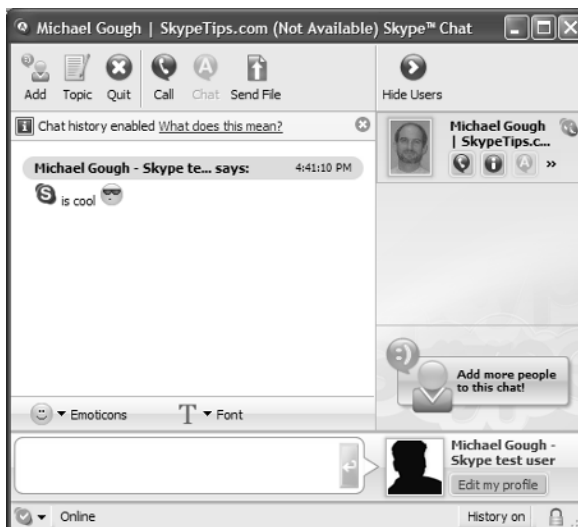 Michael Gough | SkypeTips.com (Not Available) Skype™ Chat
Add Topic Quit Call Chat Send File
Hide Users
Chat history enabled What does this mean?
Michael Gough - Skype te... says: 4:41:10 PM
is cool
Michael Gough
| SkypeTips.c...
Add more people
to this chat!
Emoticons
Font
Michael Gough -
Skype test user
Edit my profile
Online
History on